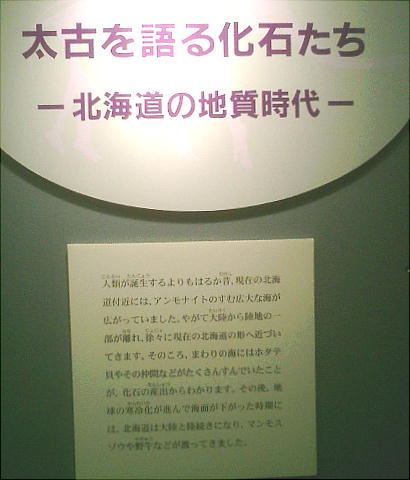 太古を語る化石たち
ー北海道の地質時代ー
人類が誕生するよりもはるか昔、現在の北海
道付近には、アンモナイトのすむ広大な海が
広がっていました。やがて大陸から陸地の一
部が離れ、徐々に現在の北海道の形へ近づい
てきます。そのころ、まわりの海にはホタテ
貝やその仲間などがたくさんすんでいたこと
が、化石の産出からわかります。その後、地
球の寒冷化が進んで海面が下がった時期に
は、北海道は大陸と陸続きになり、マンモス
ゾウや野牛などが渡ってきました。